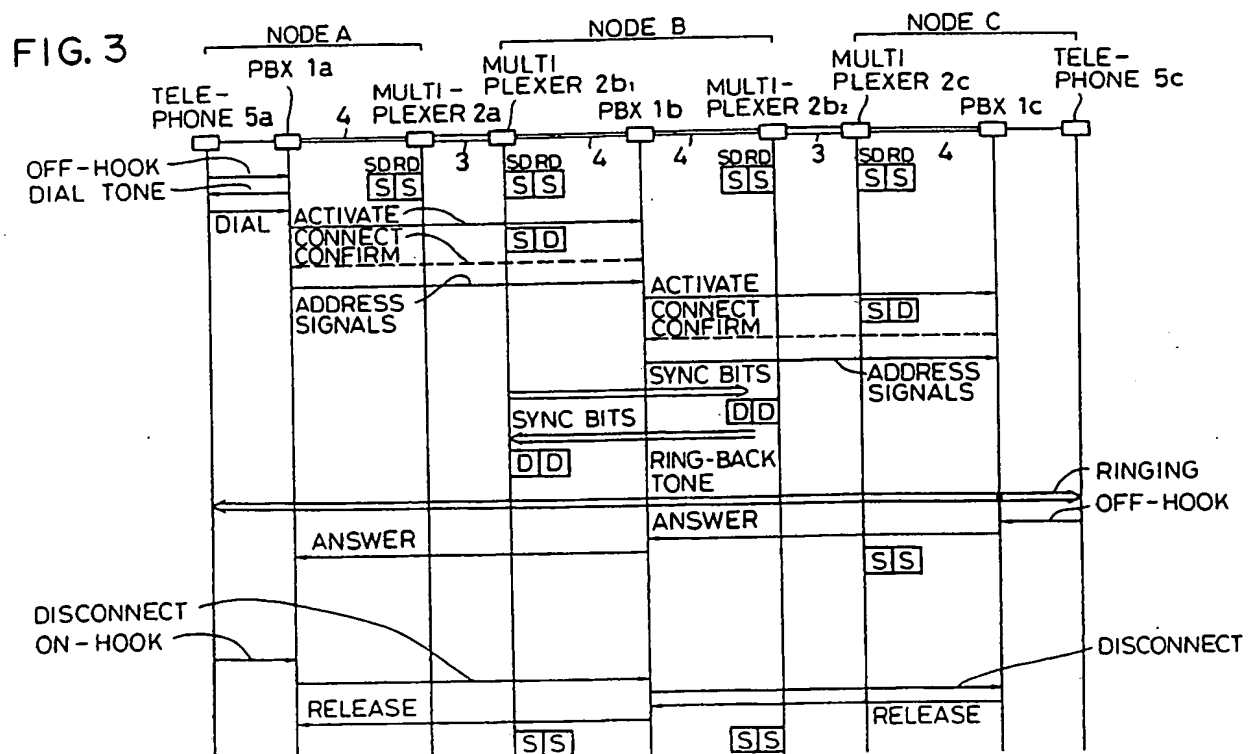 FIG. 3
NODE A
NODE B
NODE C
TELE-
PHONE 5a
PBX 1a
MULTI-
PLEXER 2a
MULTI
PLEXER 2b1
PBX 1b
MULTI-
PLEXER 2b2
MULTI
PLEXER 2c
PBX 1c
TELE-
PHONE 5c
4
3
4
4
3
4
SD RD
S S
SD RD
S S
SD RD
S S
SD RD
S S
OFF-HOOK
DIAL TONE
DIAL
ACTIVATE
CONNECT
CONFIRM
S D
ADDRESS
SIGNALS
ACTIVATE
CONNECT
CONFIRM
S D
ADDRESS
SIGNALS
SYNC BITS
D D
SYNC BITS
D D
RING-BACK
TONE
RINGING
OFF-HOOK
ANSWER
ANSWER
S S
DISCONNECT
ON-HOOK
DISCONNECT
RELEASE
RELEASE
S S
S S